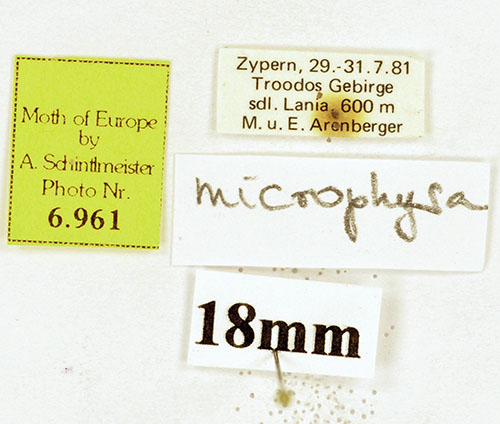 Moth of Europe
by
A. Schintlmeister
Photo Nr.
6.961
Zypern, 29.-31.7.81
Troodos Gebirge
sdl. Lania, 600 m
M. u. E. Arenberger
microphysa
18mm